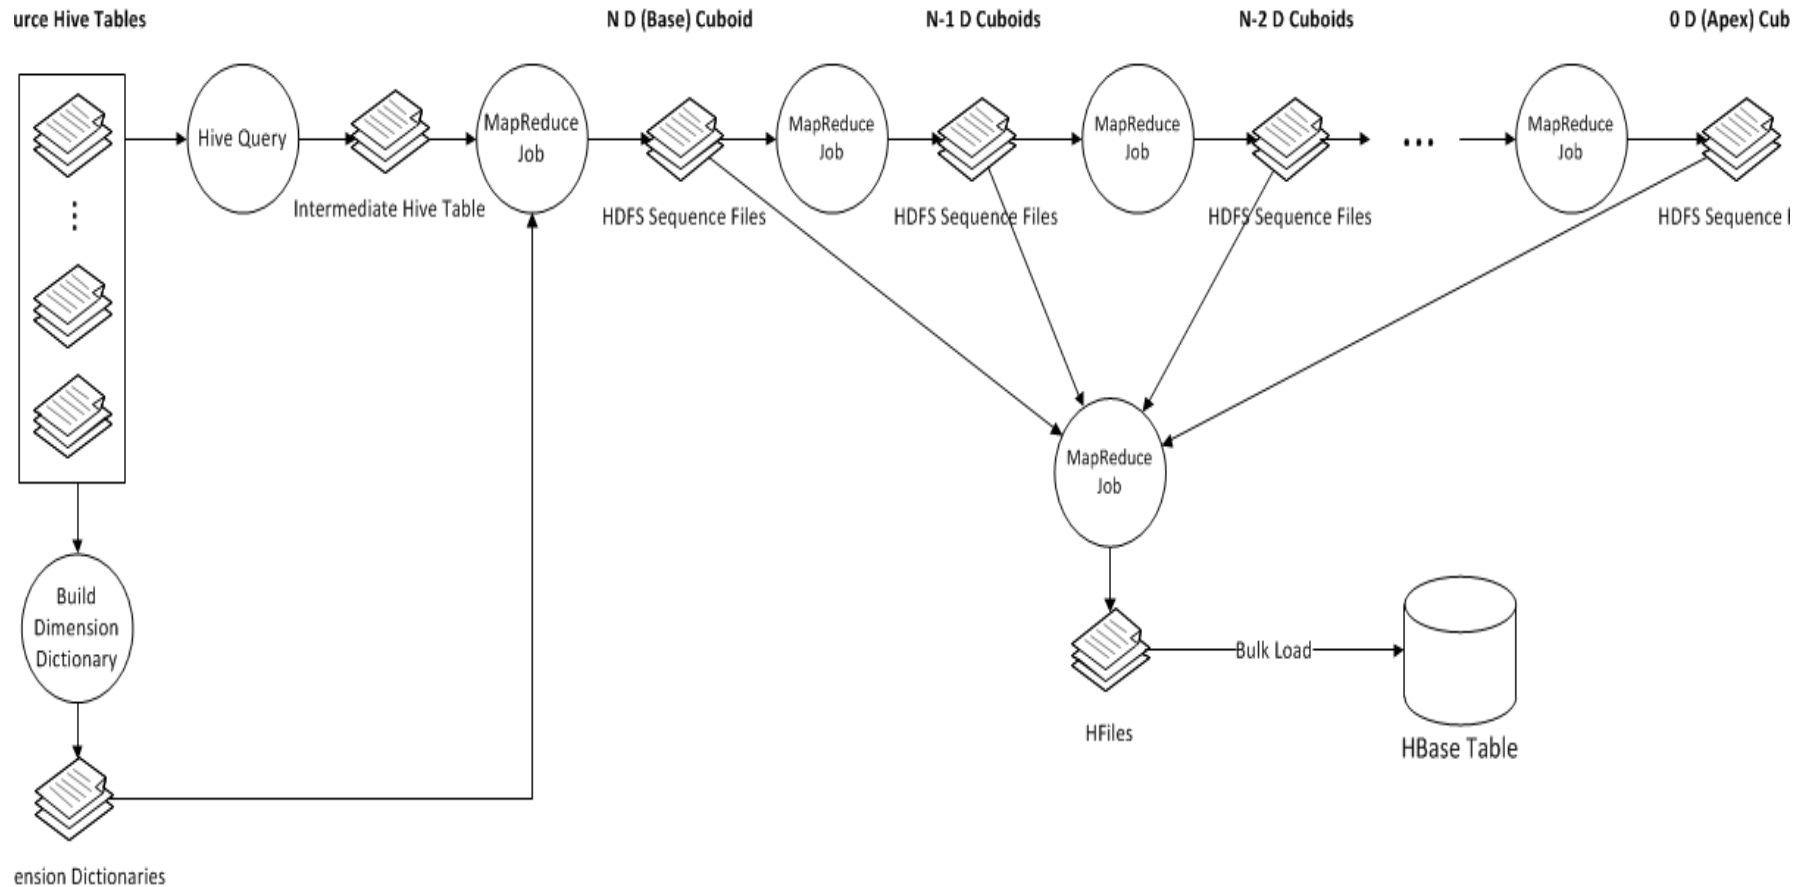 urce Hive Tables
N D (Base) Cuboid
N-1 D Cuboids
N-2 D Cuboids
0 D (Apex) Cub
Hive Query
Intermediate Hive Table
MapReduce
Job
HDFS Sequence Files
MapReduce
Job
HDFS Sequence Files
MapReduce
Job
HDFS Sequence Files
...
MapReduce
Job
HDFS Sequence
MapReduce
Job
Build
Dimension
Dictionary
Bulk Load
HFiles
HBase Table
ension Dictionaries